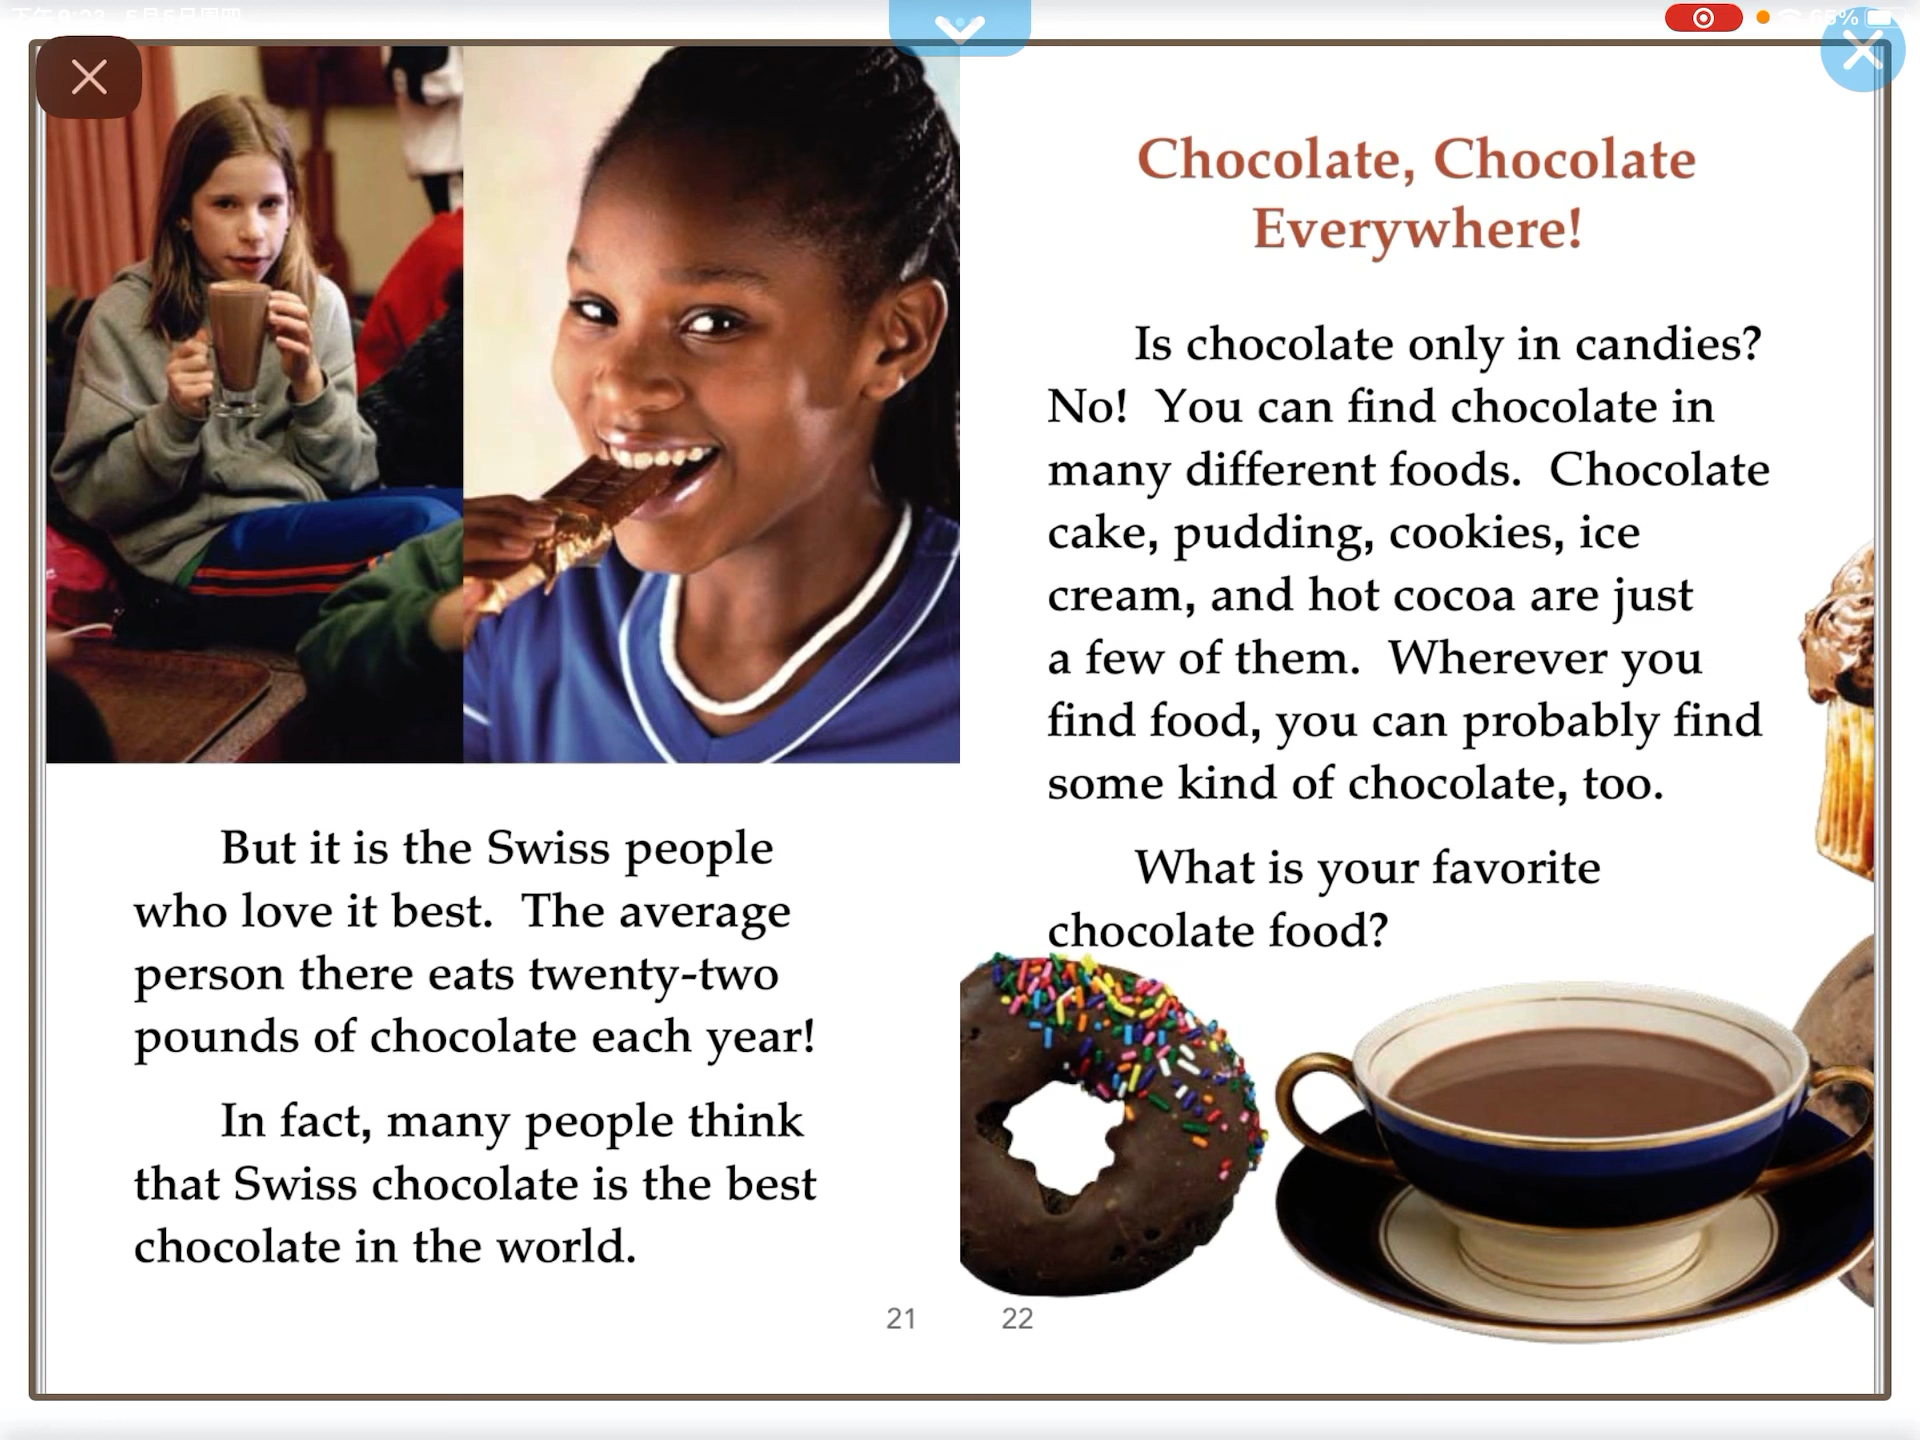 But it is the Swiss people
who love it best. The average
person there eats twenty-two
pounds of chocolate each year!
In fact, many people think
that Swiss chocolate is the best
chocolate in the world.
21
Chocolate, Chocolate
Everywhere!
Is chocolate only in candies?
No! You can find chocolate in
many different foods. Chocolate
cake, pudding, cookies, ice
cream, and hot cocoa are just
a few of them. Wherever you
find food, you can probably find
some kind of chocolate, too.
What is your favorite
chocolate food?
22